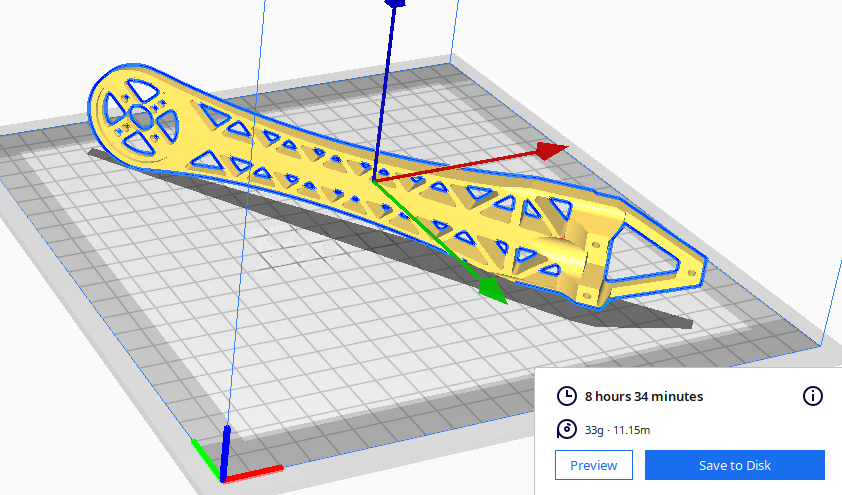 8 hours 34 minutes
33g · 11.15m
Preview
Save to Disk